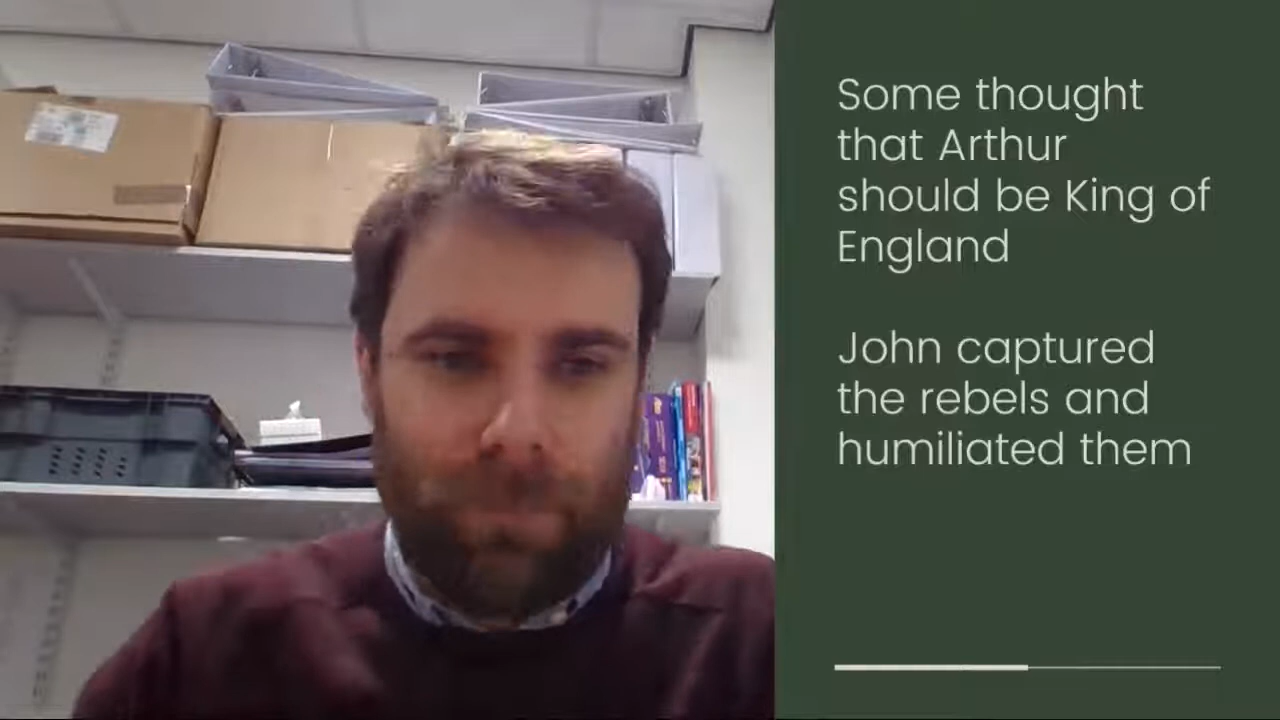 Some thought
that Arthur
should be King of
England
John captured
the rebels and
humiliated them